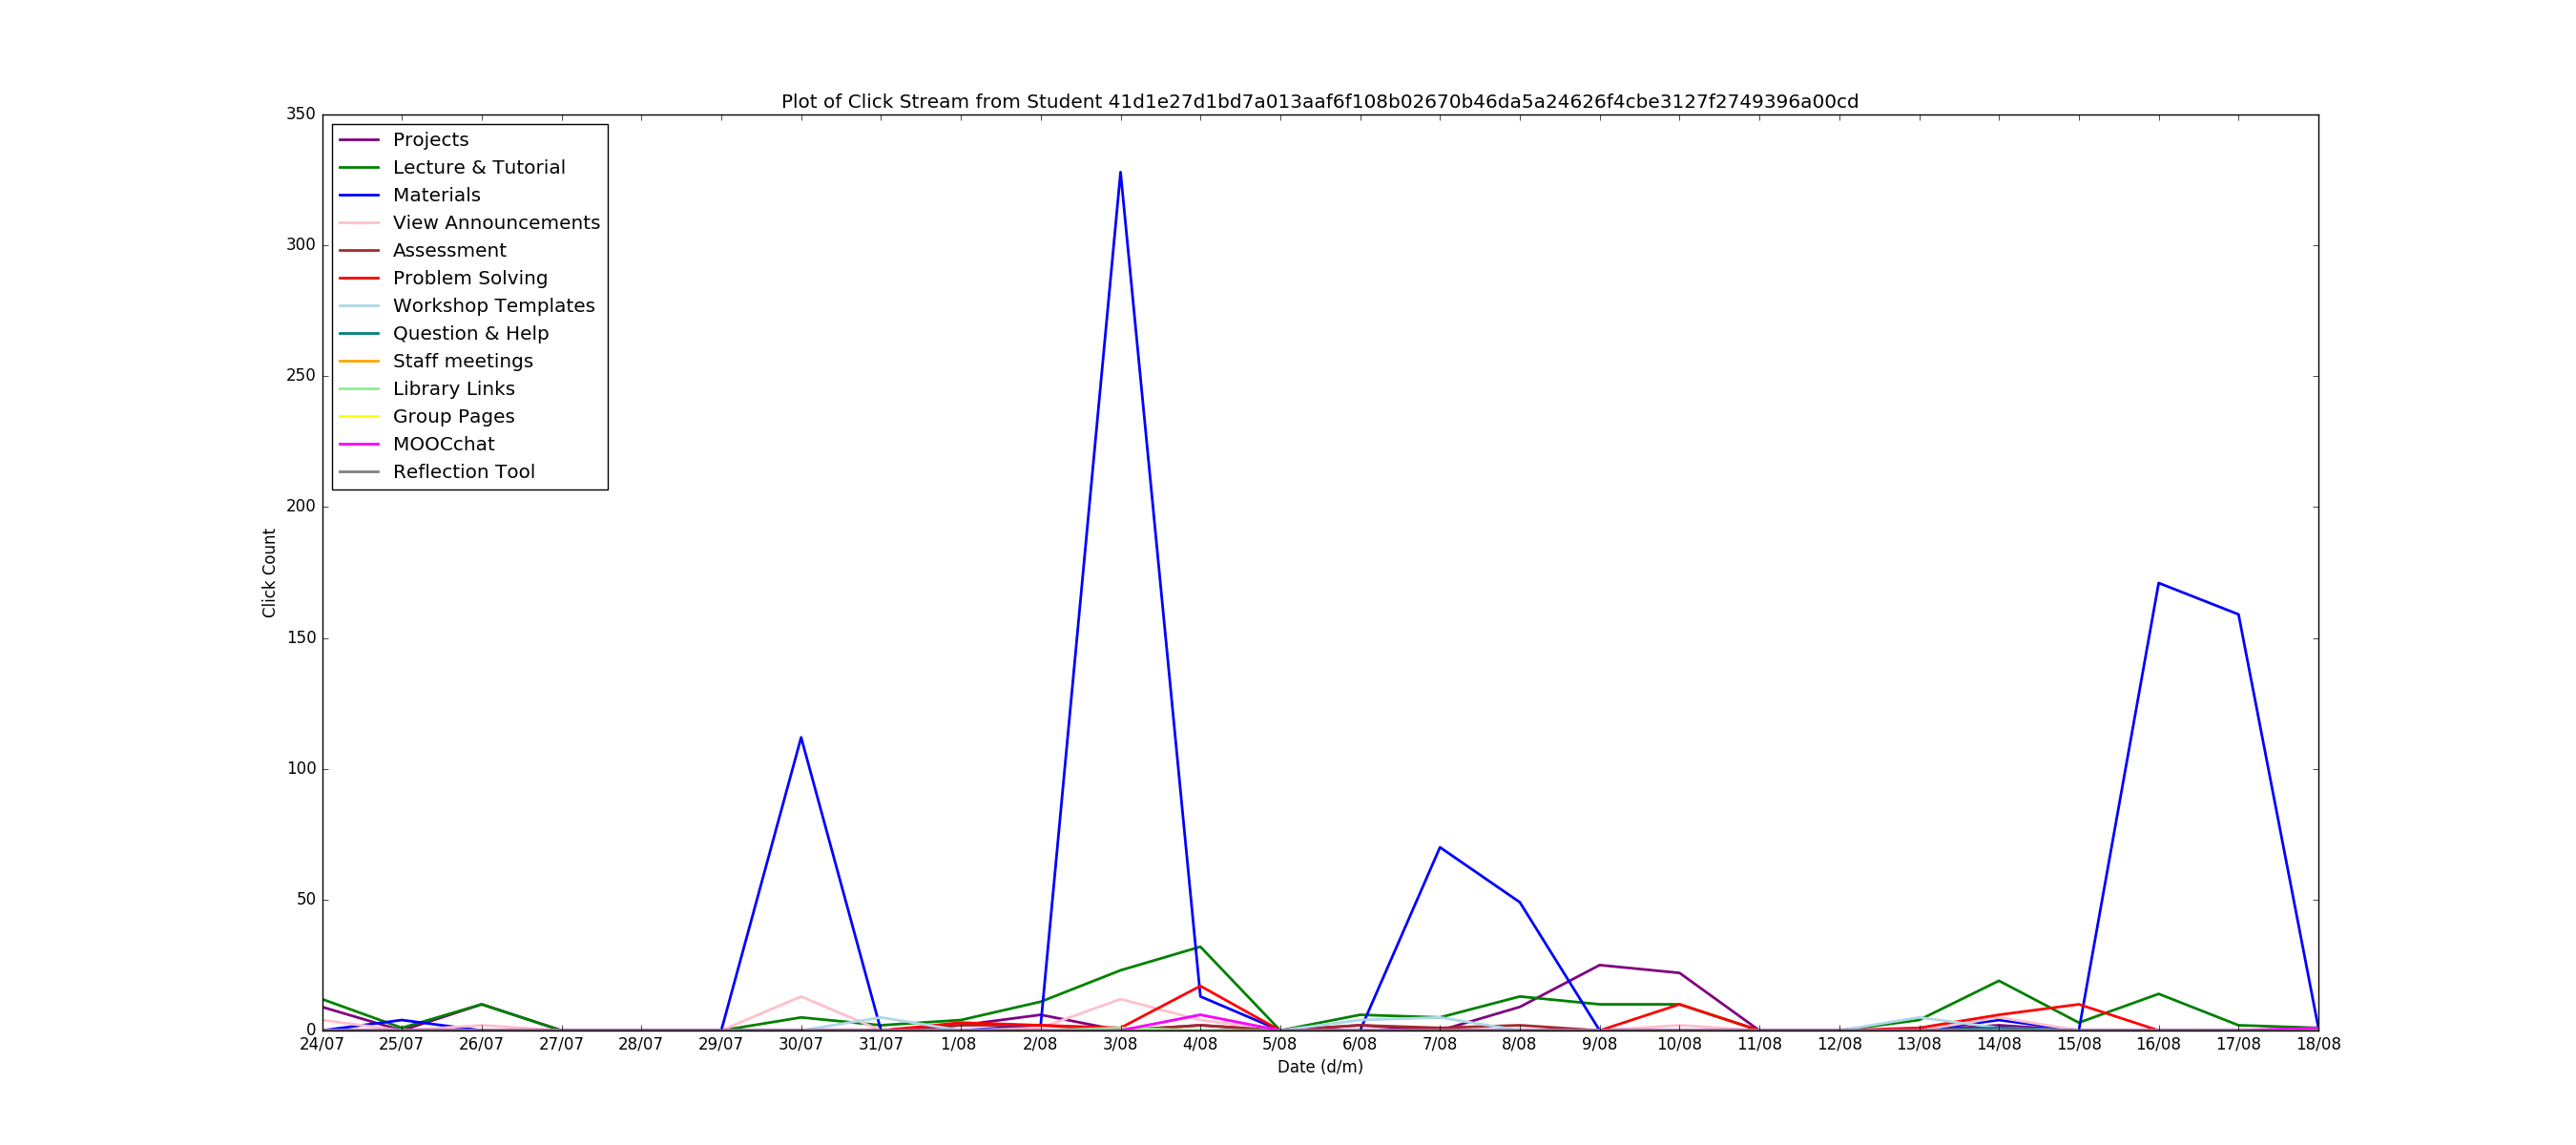 Plot of Click Stream from Student 41d1e27d1bd7a013aaf6f108b02670b46da5a24626f4cbe3127f2749396a00cd
350
300
250
200
150
100
50
0
Click Count
Projects
Lecture & Tutorial
Materials
View Announcements
Assessment
Problem Solving
Workshop Templates
Question & Help
Staff meetings
Library Links
Group Pages
MOOCchat
Reflection Tool
24/07 25/07 26/07 27/07 28/07 29/07 30/07 31/07 1/08 2/08 3/08 4/08 5/08 6/08 7/08 8/08 9/08 10/08 11/08 12/08 13/08 14/08 15/08 16/08 17/08 18/08
Date (d/m)